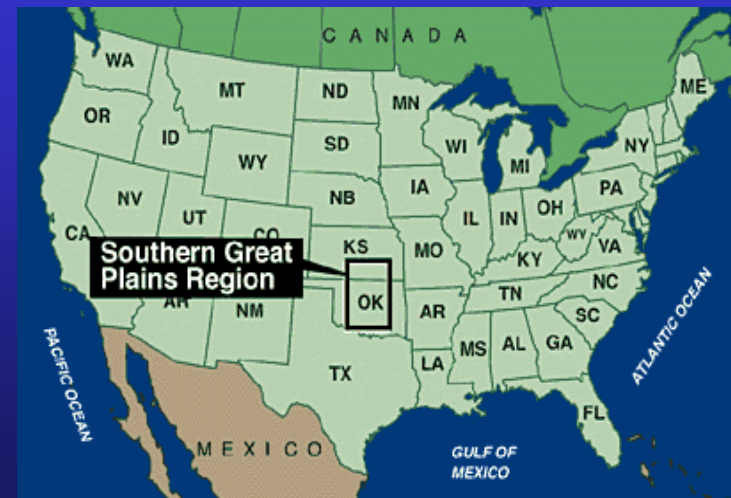 CANADA
WA
MT
ND
MN
ME
OR
ID
SD
WI
MI
NY
WY
NV
UT
CO
NB
IA
IL
IN
OH
PA
CA
KS
MO
KY
WV
VA
Southern Great
Plains Region
AR
NM
OK
AR
TN
NC
SC
TX
LA
MS
AL
GA
FL
PACIFIC OCEAN
ATLANTIC OCEAN
MEXICO
GULF OF
MEXICO